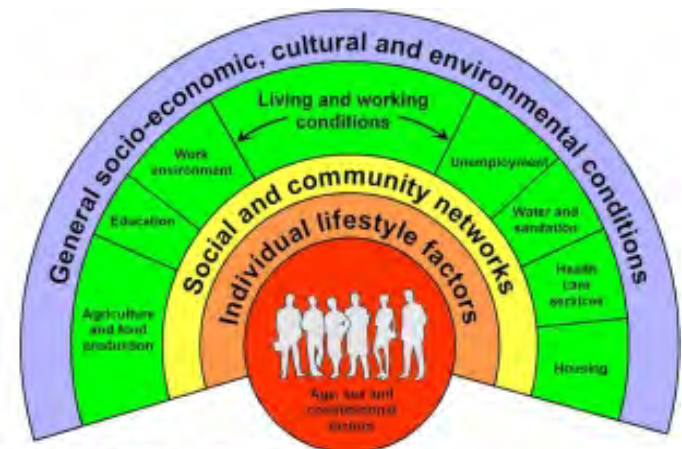 General socio-economic, cultural and environmental conditions
Living and working
conditions
Work
environment
Unemployment
Education
Water and
sanitation
Health
care
services
Agriculture
and food
production
Housing
Social and community networks
Individual lifestyle factors
Age, sex and
constitutional
factors